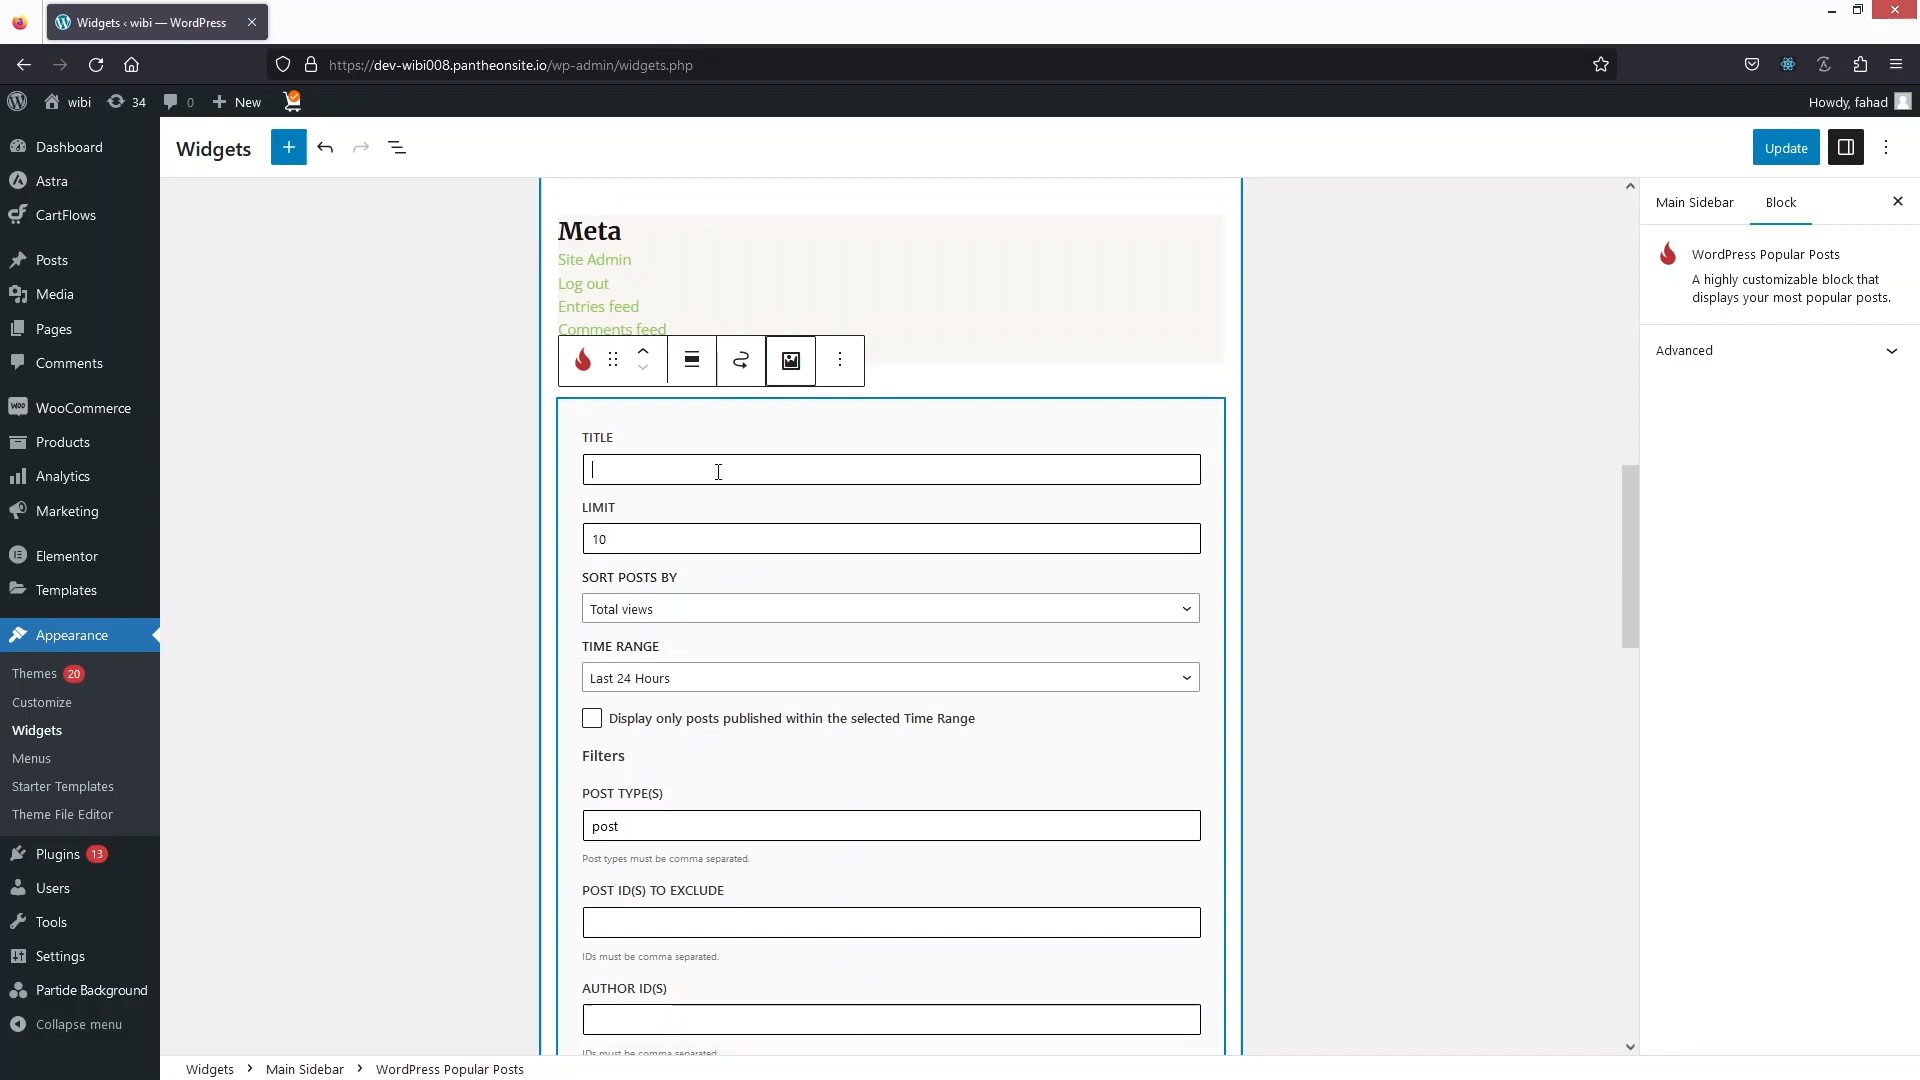 Widgets ‹ wibi — WordPress
https://dev-wibi008.pantheonsite.io/wp-admin/widgets.php
wibi 34 0 New
Howdy, fahad
Dashboard
Astra
CartFlows
Posts
Media
Pages
Comments
WooCommerce
Products
Analytics
Marketing
Elementor
Templates
Appearance
Themes 20
Customize
Widgets
Menus
Starter Templates
Theme File Editor
Plugins 13
Users
Tools
Settings
Particle Background
Collapse menu
Widgets
Update
Meta
Site Admin
Log out
Entries feed
Comments feed
TITLE
LIMIT
10
SORT POSTS BY
Total views
TIME RANGE
Last 24 Hours
Display only posts published within the selected Time Range
Filters
POST TYPE(S)
post
Post types must be comma separated.
POST ID(S) TO EXCLUDE
IDs must be comma separated.
AUTHOR ID(S)
IDs must be comma separated.
Main Sidebar Block
WordPress Popular Posts
A highly customizable block that
displays your most popular posts.
Advanced
Widgets › Main Sidebar › WordPress Popular Posts